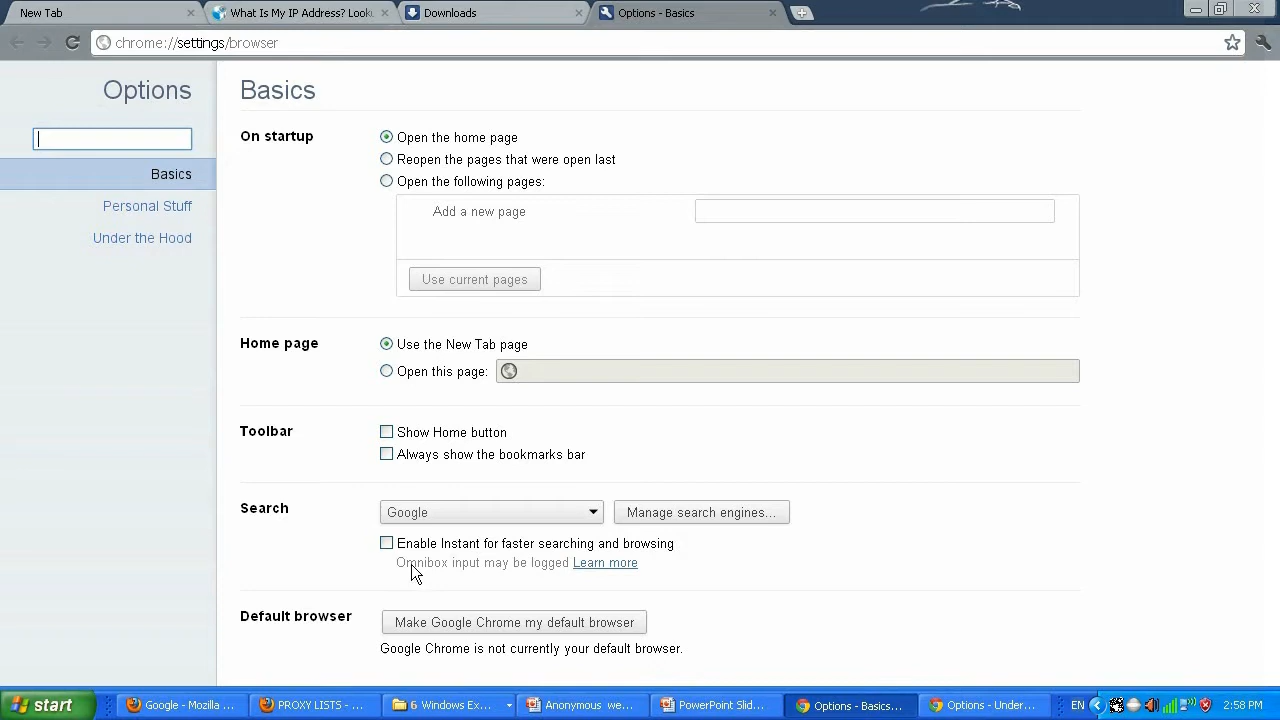 New Tab
What Is My IP Address? Looku
Downloads
Options - Basics
chrome://settings/browser
Options
Basics
Basics
Personal Stuff
Under the Hood
On startup
Open the home page
Reopen the pages that were open last
Open the following pages:
Add a new page
Use current pages
Home page
Use the New Tab page
Open this page:
Toolbar
Show Home button
Always show the bookmarks bar
Search
Google
Manage search engines...
Enable Instant for faster searching and browsing
Omnibox input may be logged Learn more
Default browser
Make Google Chrome my default browser
Google Chrome is not currently your default browser.
start
Google - Mozilla ...
PROXY LISTS - ...
6 Windows Ex...
Anonymous we...
PowerPoint Slid...
Options - Basics...
Options - Under...
EN
2:58 PM